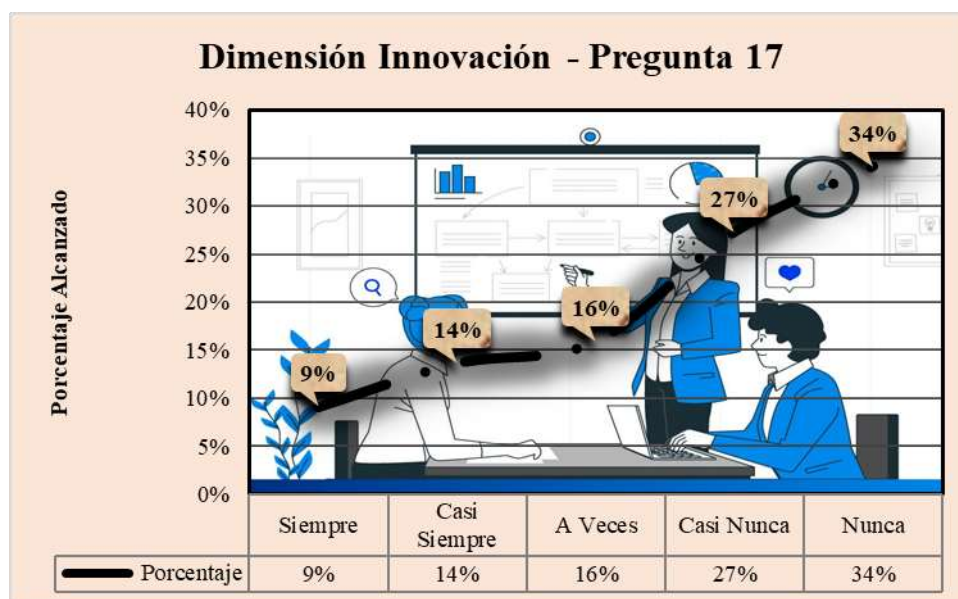 Dimensión Innovación - Pregunta 17
Porcentaje Alcanzado
40%
35%
30%
25%
20%
15%
10%
5%
0%
9%
14%
16%
27%
34%
Siempre
Casi
Siempre
A Veces
Casi Nunca
Nunca
Porcentaje
9%
14%
16%
27%
34%